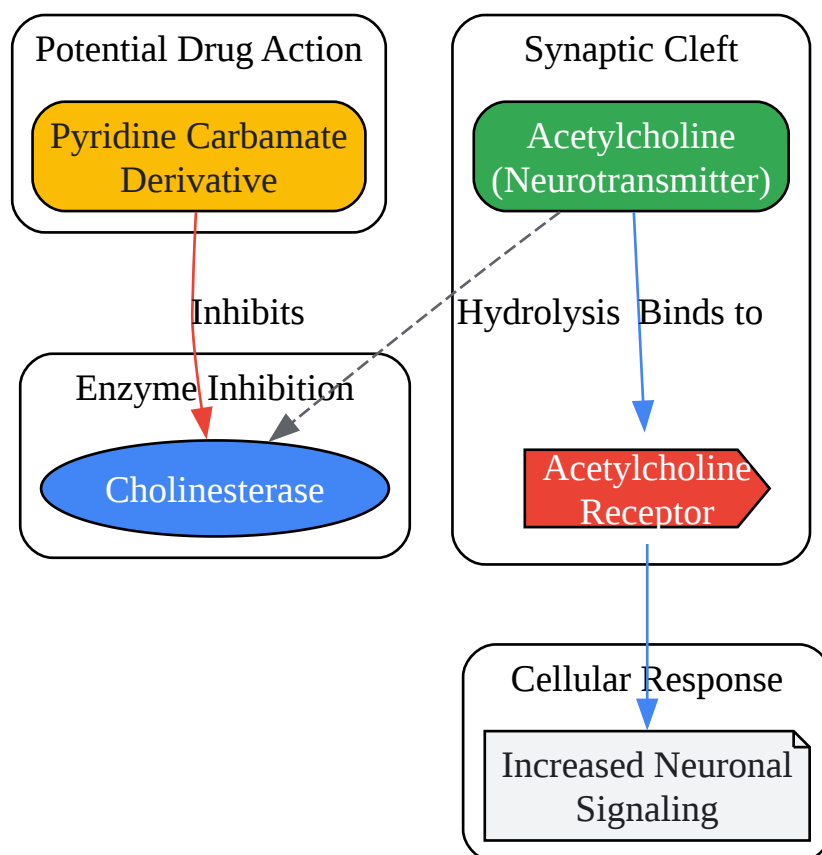 Potential Drug Action
Pyridine Carbamate
Derivative
Synaptic Cleft
Acetylcholine
(Neurotransmitter)
Inhibits
Hydrolysis
Binds to
Enzyme Inhibition
Cholinesterase
Acetylcholine
Receptor
Cellular Response
Increased Neuronal
Signaling